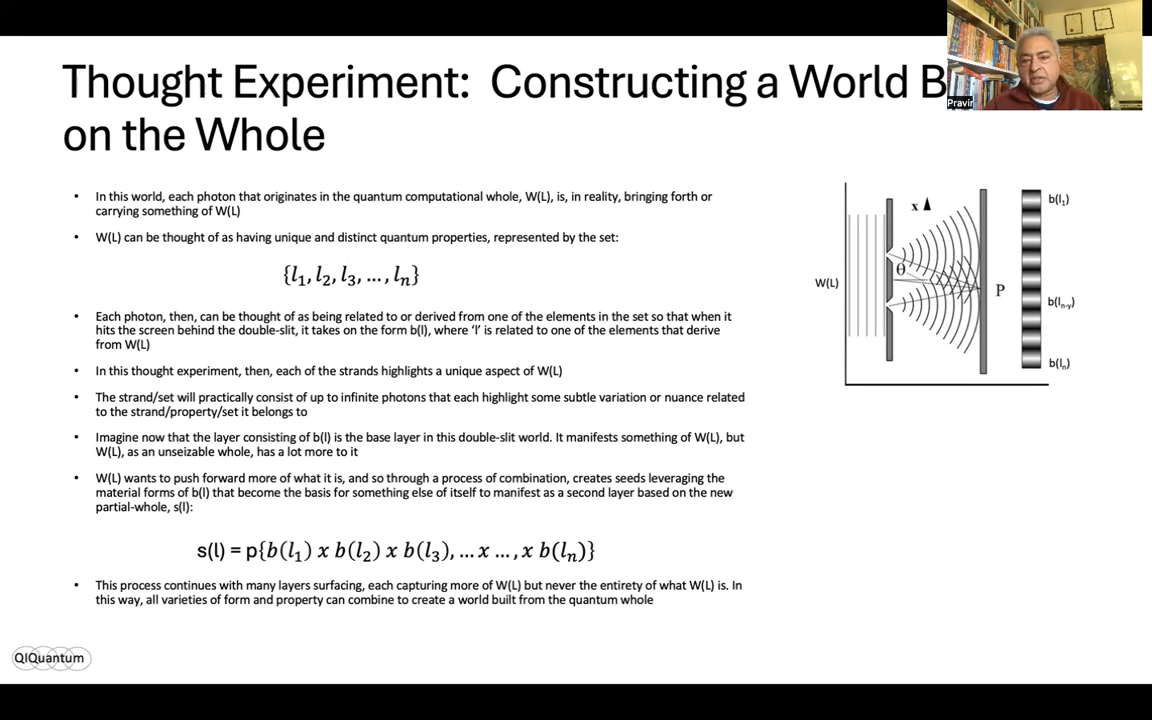 Thought Experiment: Constructing a World B
on the Whole
Pravir
• In this world, each photon that originates in the quantum computational whole, W(L), is, in reality, bringing forth or
carrying something of W(L)
• W(L) can be thought of as having unique and distinct quantum properties, represented by the set:
{l₁, l₂, l₃, ..., lₙ}
• Each photon, then, can be thought of as being related to or derived from one of the elements in the set so that when it
hits the screen behind the double-slit, it takes on the form b(l), where 'l' is related to one of the elements that derive
from W(L)
• In this thought experiment, then, each of the strands highlights a unique aspect of W(L)
• The strand/set will practically consist of up to infinite photons that each highlight some subtle variation or nuance related
to the strand/property/set it belongs to
• Imagine now that the layer consisting of b(l) is the base layer in this double-slit world. It manifests something of W(L), but
W(L), as an unseizable whole, has a lot more to it
• W(L) wants to push forward more of what it is, and so through a process of combination, creates seeds leveraging the
material forms of b(l) that become the basis for something else of itself to manifest as a second layer based on the new
partial-whole, s(l):
s(l) = p{b(l₁) x b(l₂) x b(l₃), ... x ..., x b(lₙ)}
• This process continues with many layers surfacing, each capturing more of W(L) but never the entirety of what W(L) is. In
this way, all varieties of form and property can combine to create a world built from the quantum whole
W(L)
x
θ
P
b(l₁)
b(lₙ₋ᵧ)
b(lₙ)
QIQuantum